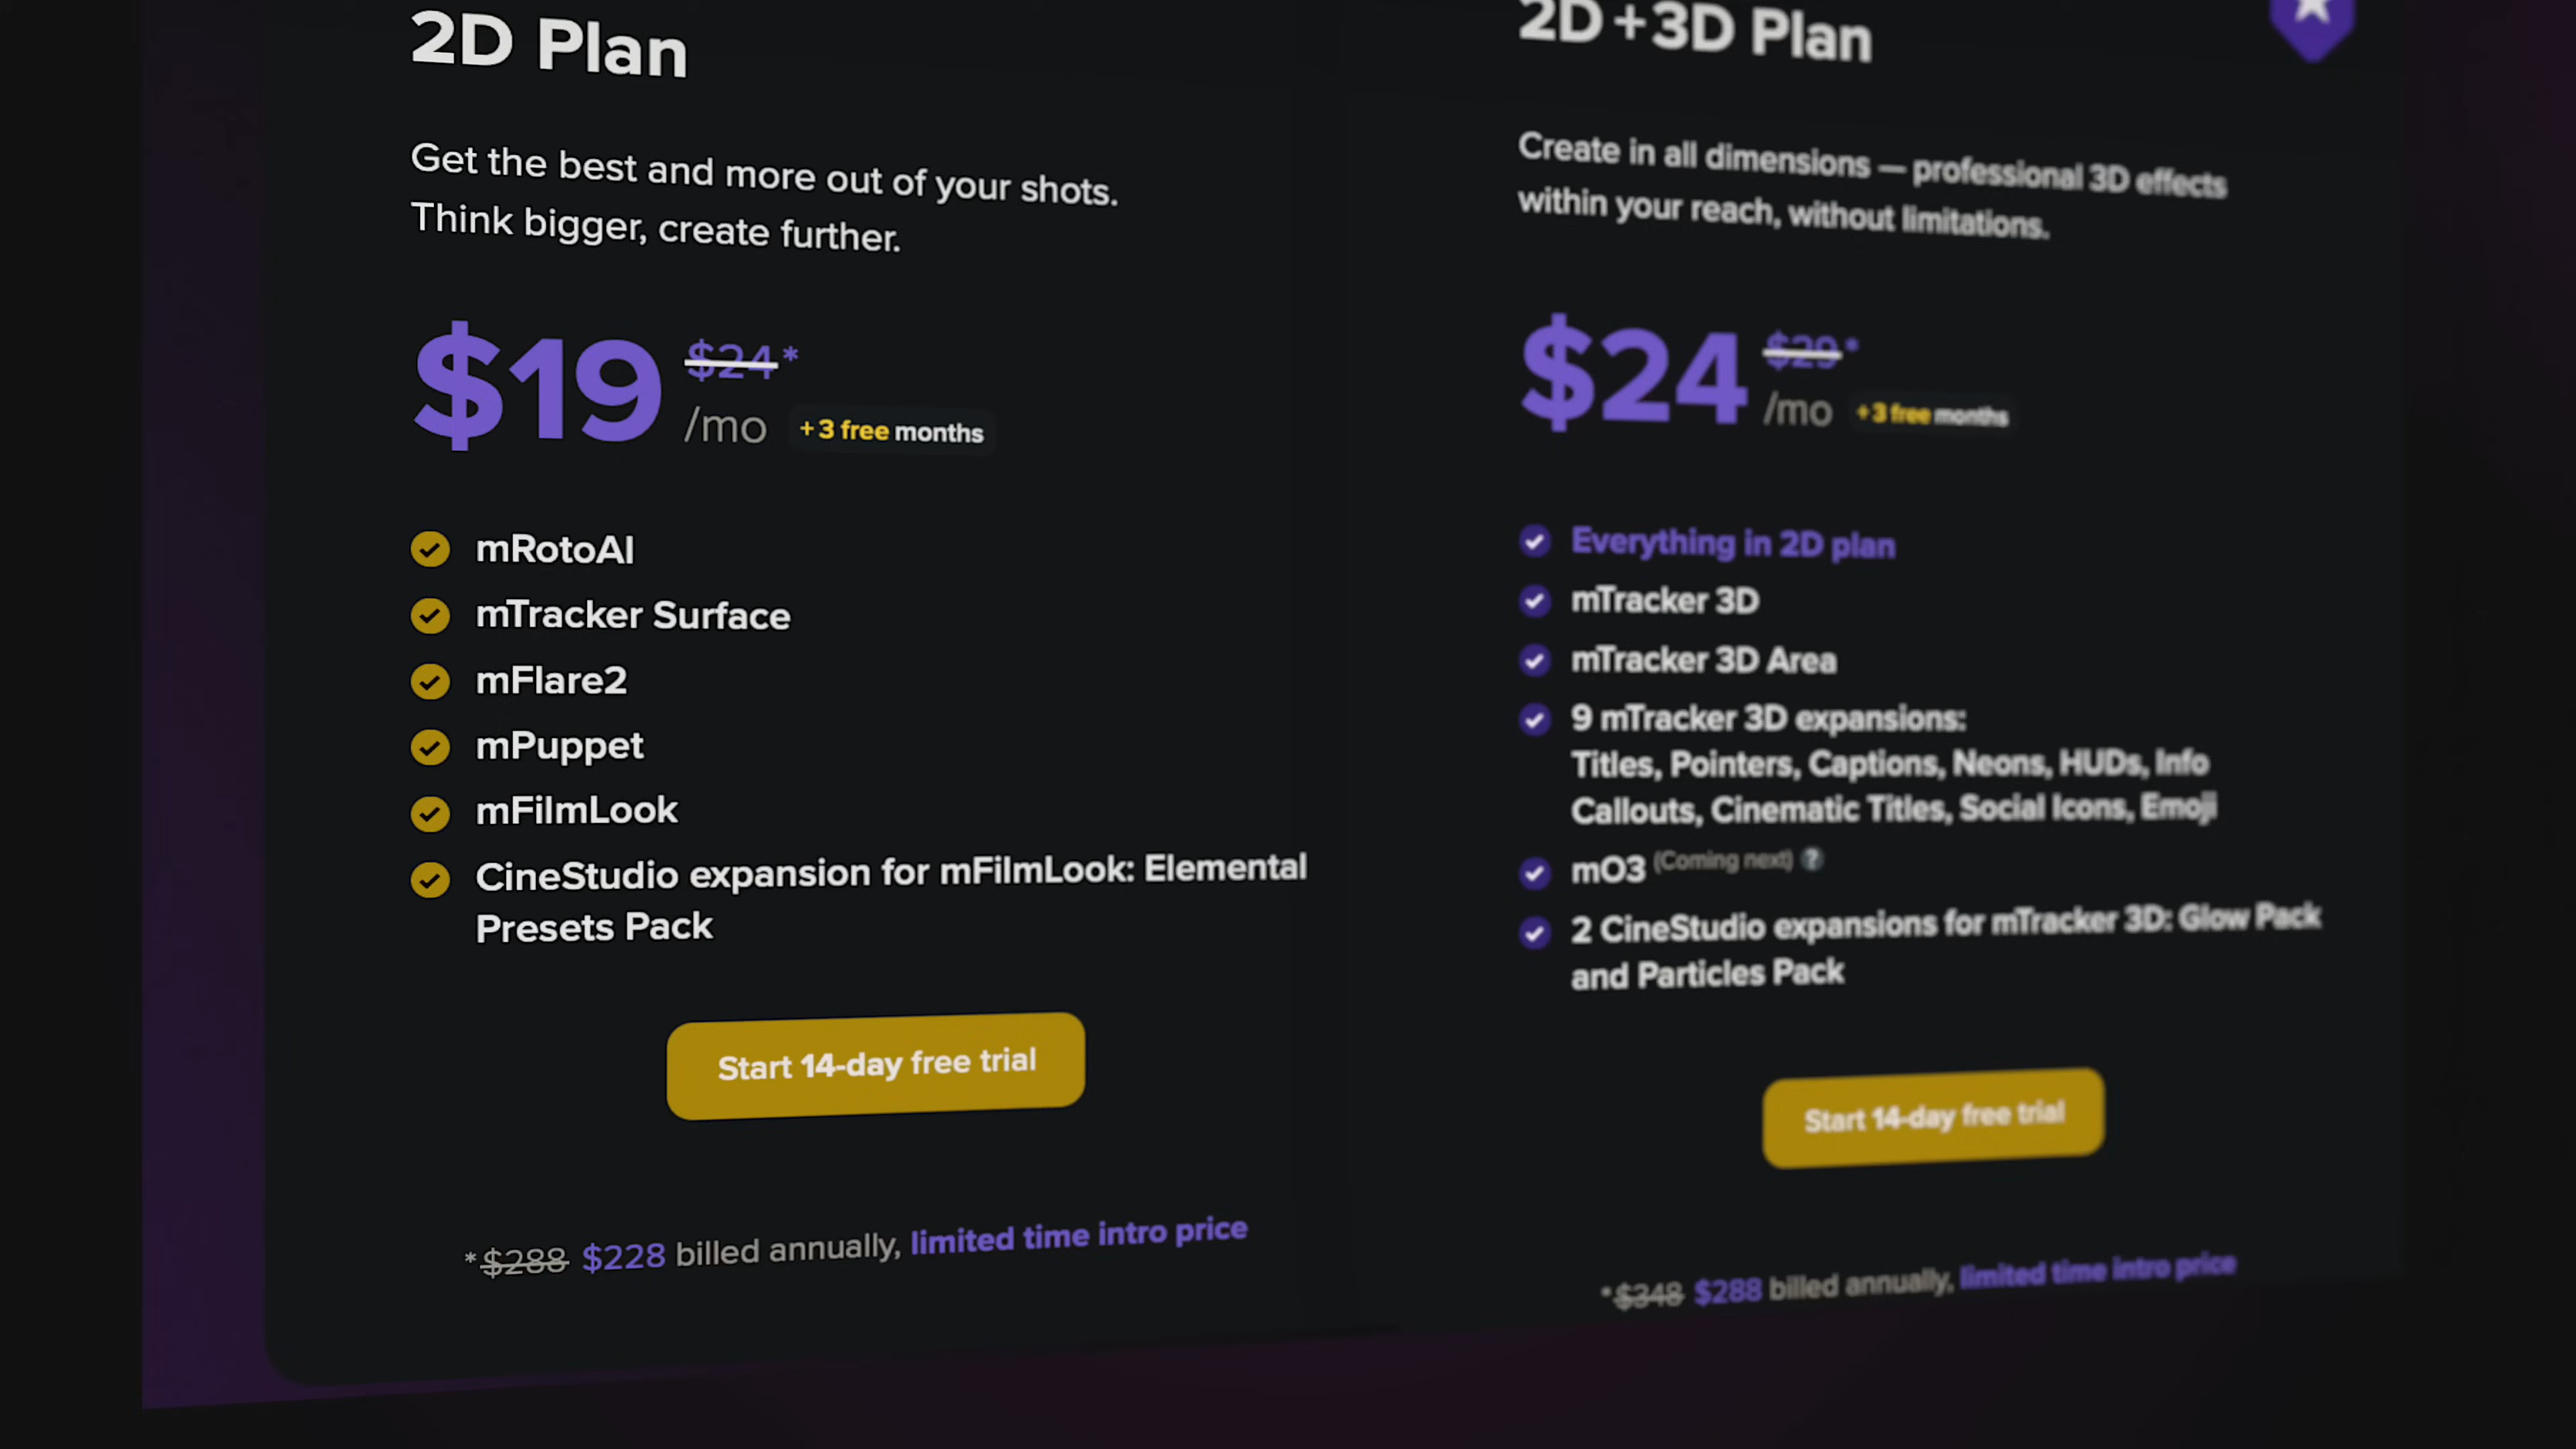 2D Plan
Get the best and more out of your shots.
Think bigger, create further.
$19 $24*
/mo + 3 free months
mRotoAI
mTracker Surface
mFlare2
mPuppet
mFilmLook
CineStudio expansion for mFilmLook: Elemental
Presets Pack
Start 14-day free trial
*$288 $228 billed annually, limited time intro price
2D+3D Plan
Create in all dimensions — professional 3D effects
within your reach, without limitations.
$24 $29*
/mo +3 free months
Everything in 2D plan
mTracker 3D
mTracker 3D Area
9 mTracker 3D expansions:
Titles, Pointers, Captions, Neons, HUDs, Info
Callouts, Cinematic Titles, Social Icons, Emoji
mO3 (Coming next) ?
2 CineStudio expansions for mTracker 3D: Glow Pack
and Particles Pack
Start 14-day free trial
*$348 $288 billed annually, limited time intro price